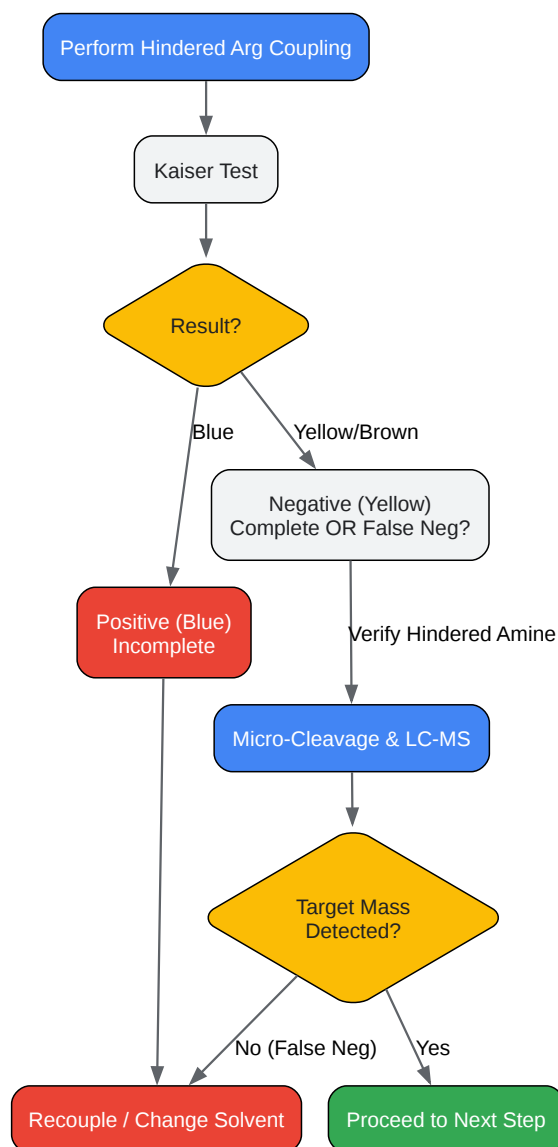 Perform Hindered Arg Coupling
Kaiser Test
Result?
Blue
Yellow/Brown
Negative (Yellow)
Complete OR False Neg?
Positive (Blue)
Incomplete
Verify Hindered Amine
Micro-Cleavage & LC-MS
Target Mass
Detected?
No (False Neg)
Yes
Recouple / Change Solvent
Proceed to Next Step